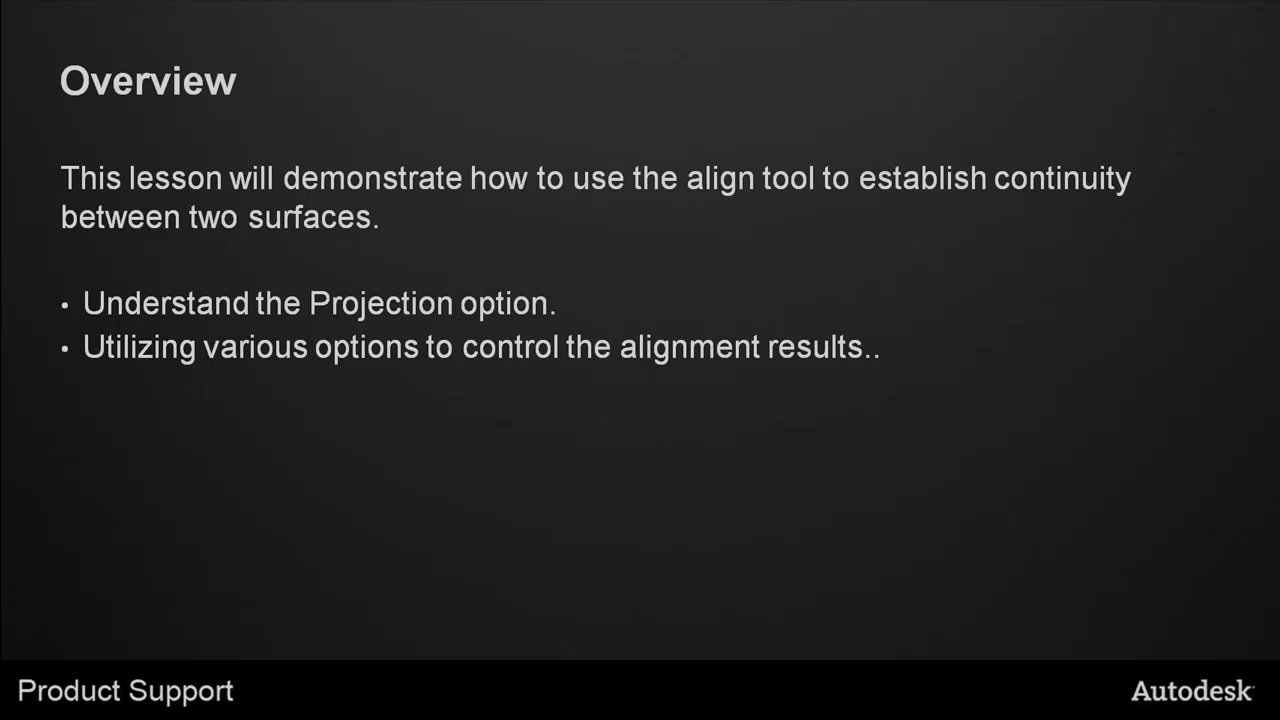 Overview
This lesson will demonstrate how to use the align tool to establish continuity
between two surfaces.
• Understand the Projection option.
• Utilizing various options to control the alignment results..
Product Support
Autodesk